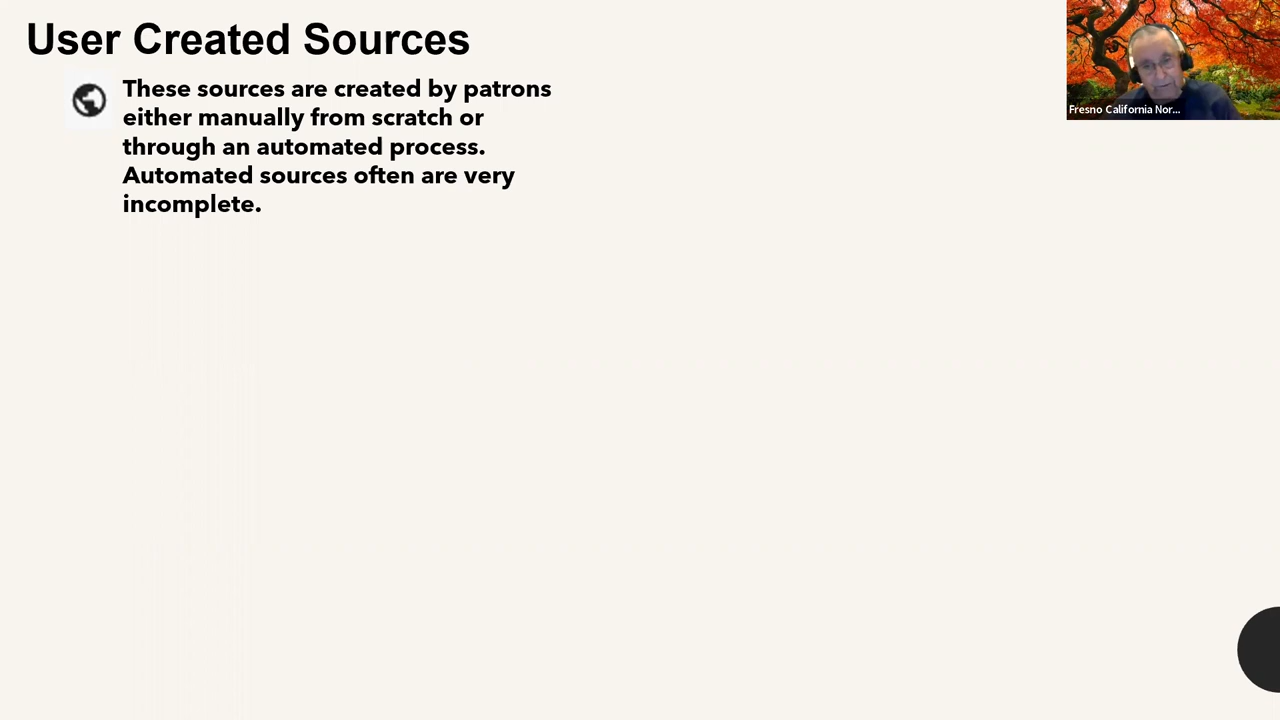 User Created Sources
These sources are created by patrons
either manually from scratch or
through an automated process.
Automated sources often are very
incomplete.
Fresno California Nor...